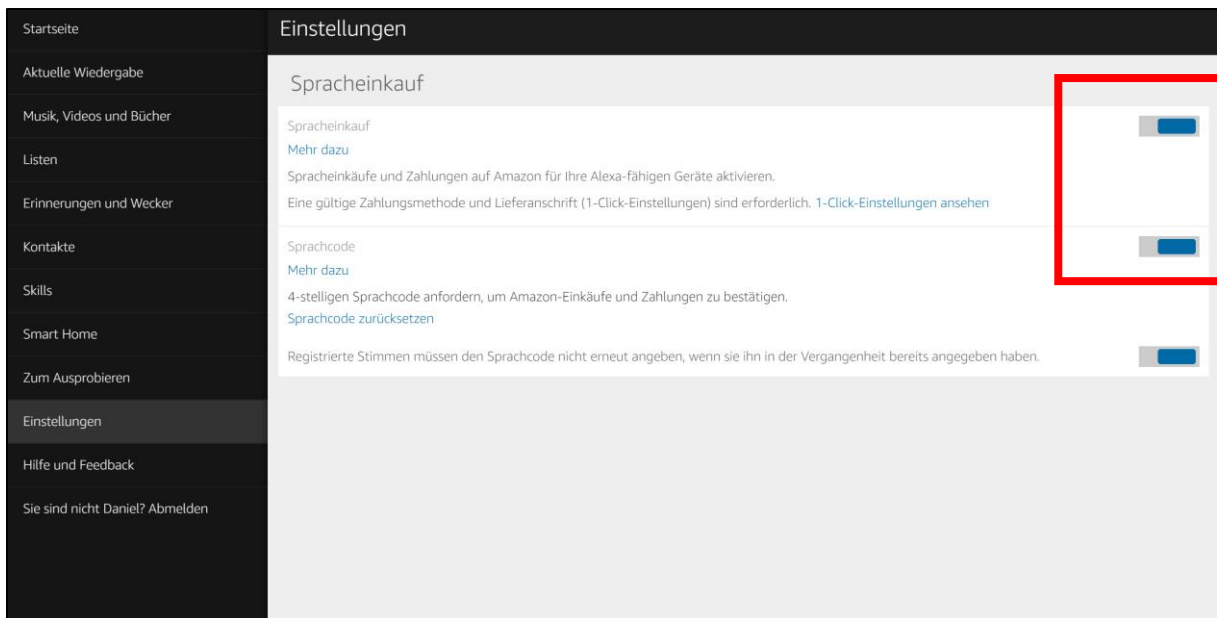 Startseite
Aktuelle Wiedergabe
Musik, Videos und Bücher
Listen
Erinnerungen und Wecker
Kontakte
Skills
Smart Home
Zum Ausprobieren
Einstellungen
Hilfe und Feedback
Sie sind nicht Daniel? Abmelden
Einstellungen
Spracheinkauf
Spracheinkauf
Mehr dazu
Spracheinkäufe und Zahlungen auf Amazon für Ihre Alexa-fähigen Geräte aktivieren.
Eine gültige Zahlungsmethode und Lieferanschrift (1-Click-Einstellungen) sind erforderlich. 1-Click-Einstellungen ansehen
Sprachcode
Mehr dazu
4-stelligen Sprachcode anfordern, um Amazon-Einkäufe und Zahlungen zu bestätigen.
Sprachcode zurücksetzen
Registrierte Stimmen müssen den Sprachcode nicht erneut angeben, wenn sie ihn in der Vergangenheit bereits angegeben haben.